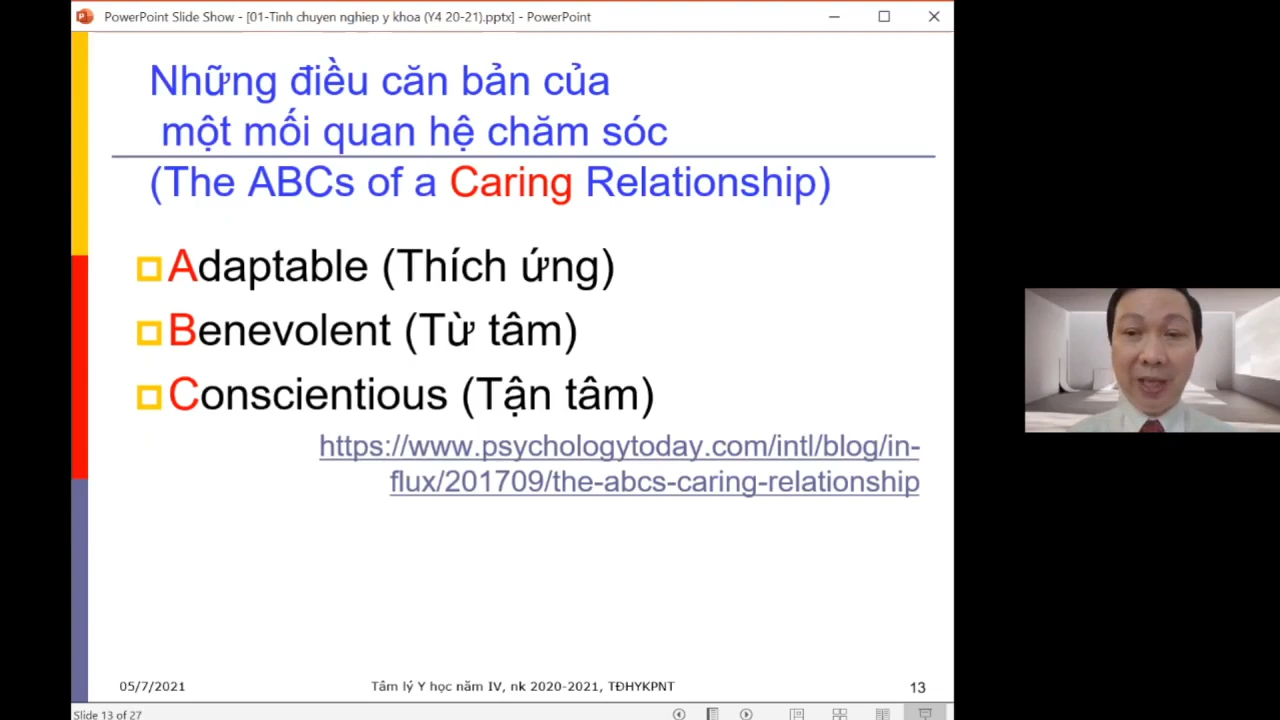 PowerPoint Slide Show - [01-Tinh chuyen nghiep y khoa (Y4 20-21).pptx] - PowerPoint
Những điều căn bản của
một mối quan hệ chăm sóc
(The ABCs of a Caring Relationship)
Adaptable (Thích ứng)
Benevolent (Từ tâm)
Conscientious (Tận tâm)
https://www.psychologytoday.com/intl/blog/in-
flux/201709/the-abcs-caring-relationship
05/7/2021 Tâm lý Y học năm IV, nk 2020-2021, TĐHYKPNT 13
Slide 13 of 27